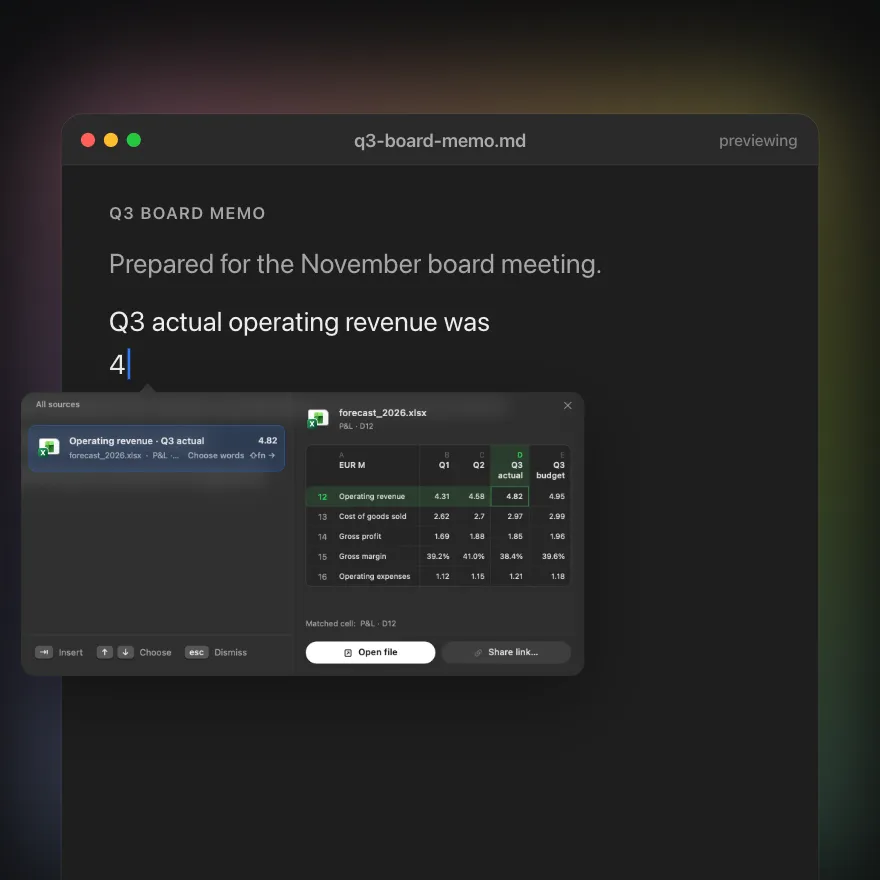 q3-board-memo.md previewing
Q3 BOARD MEMO
Prepared for the November board meeting.
Q3 actual operating revenue was
4
All sources
Operating revenue · Q3 actual 4.82
forecast_2026.xlsx · P&L ·... Choose words fn →
forecast_2026.xlsx
P&L · D12
A B C D E
EUR M Q1 Q2 Q3 actual Q3 budget
12 Operating revenue 4.31 4.58 4.82 4.95
13 Cost of goods sold 2.62 2.7 2.97 2.99
14 Gross profit 1.69 1.88 1.85 1.96
15 Gross margin 39.2% 41.0% 38.4% 39.6%
16 Operating expenses 1.12 1.15 1.21 1.18
Matched cell: P&L · D12
Insert ↑ ↓ Choose esc Dismiss
Open file Share link...